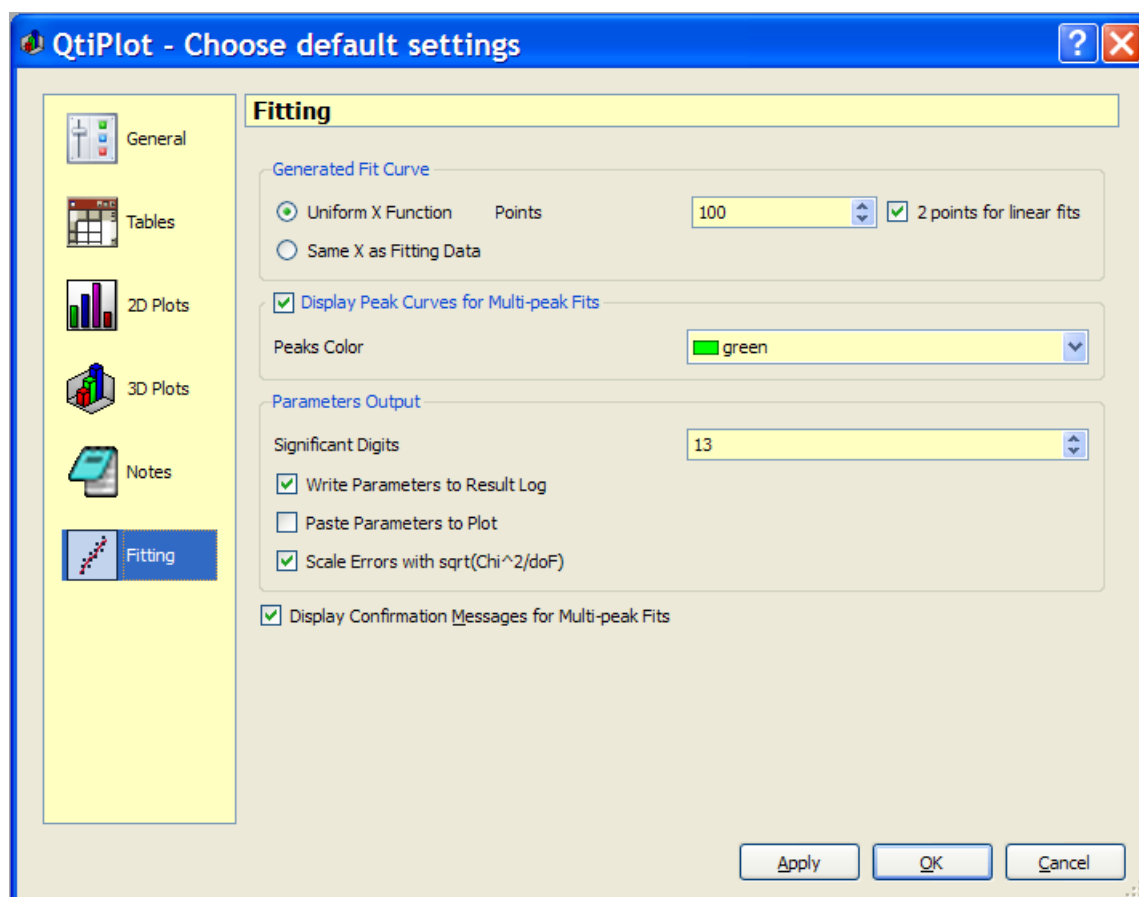 QtiPlot - Choose default settings
General
Tables
2D Plots
3D Plots
Notes
Fitting
Fitting
Generated Fit Curve
Uniform X Function Points 100 2 points for linear fits
Same X as Fitting Data
Display Peak Curves for Multi-peak Fits
Peaks Color green
Parameters Output
Significant Digits 13
Write Parameters to Result Log
Paste Parameters to Plot
Scale Errors with sqrt(Chi^2/doF)
Display Confirmation Messages for Multi-peak Fits
Apply OK Cancel